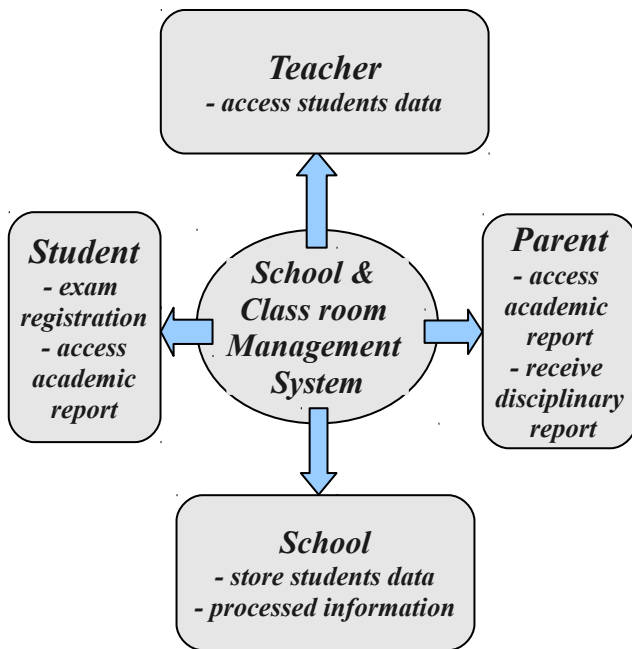 Teacher
- access students data
Student
- exam
registration
- access
academic
report
School &
Class room
Management
System
Parent
- access
academic
report
- receive
disciplinary
report
School
- store students data
- processed information